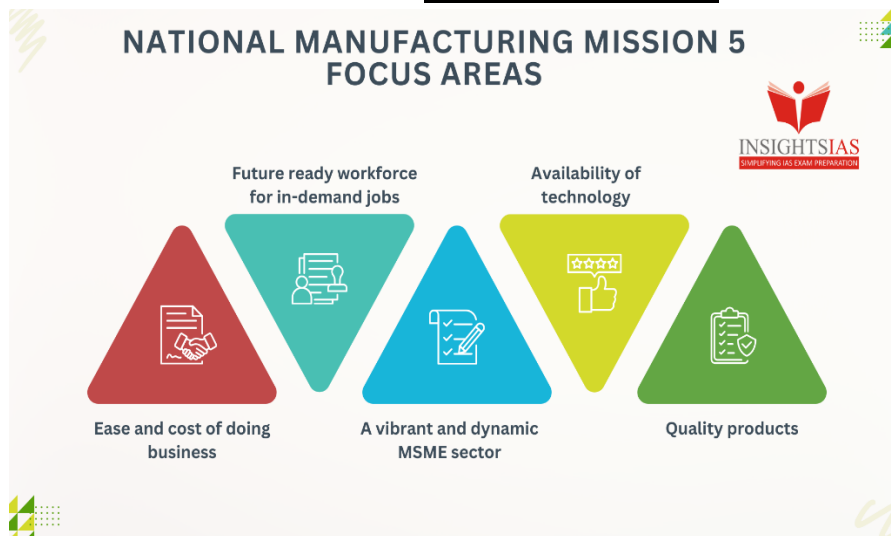 NATIONAL MANUFACTURING MISSION 5
FOCUS AREAS
INSIGHTSIAS
SIMPLIFYING IAS EXAM PREPARATION
Future ready workforce
for in-demand jobs
Availability of
technology
Ease and cost of doing
business
A vibrant and dynamic
MSME sector
Quality products